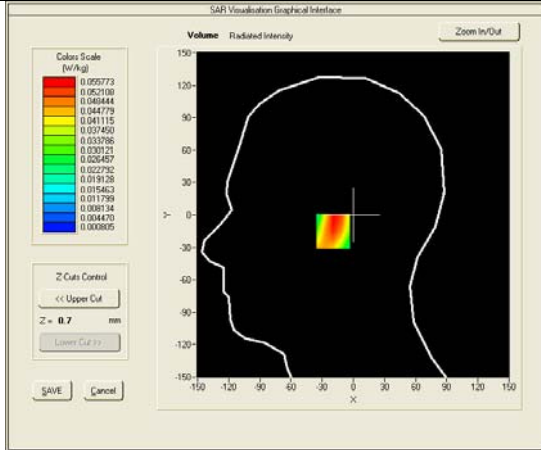 SAR Visualisation Graphical Interface
Volume Radiated Intensity
Zoom In/Out
Colors Scale
(W/kg)
0.055773
0.052108
0.048444
0.044779
0.041115
0.037450
0.033786
0.030121
0.026457
0.022792
0.019128
0.015463
0.011799
0.008134
0.004470
0.000805
Z-Cuts Control
<< Upper Cut
Z = 0.7 mm
Lower Cut >>
SAVE Cancel
150
120
90
60
30
0
-30
-60
-90
-120
-150
Y
-150 -120 -90 -60 -30 0 30 60 90 120 150
X